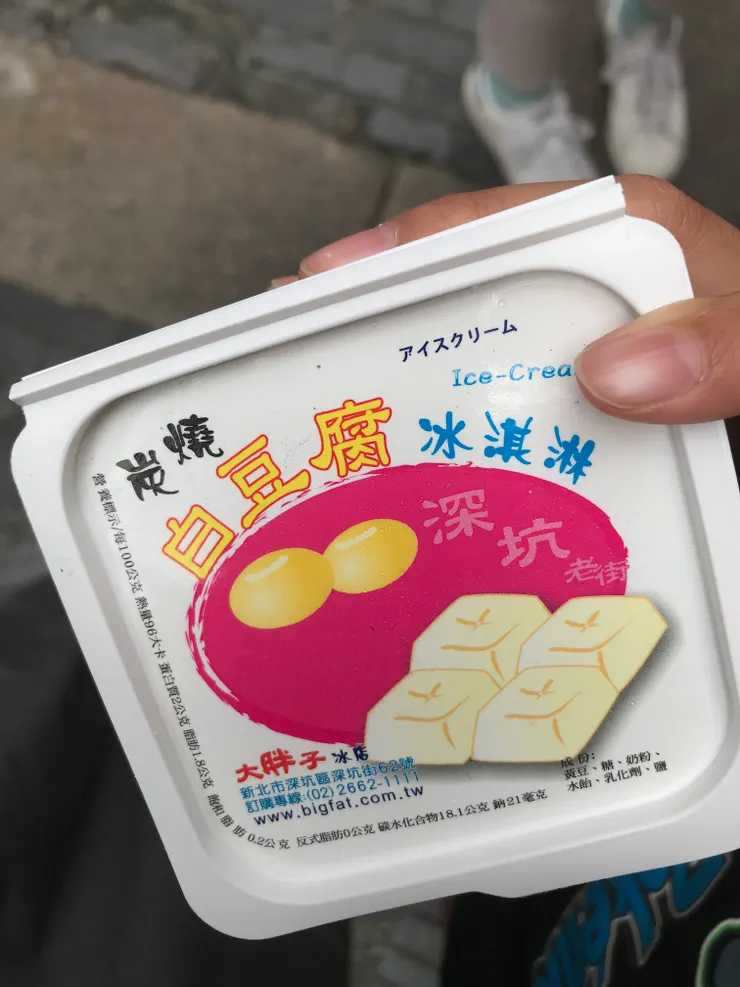 アイスクリーム
Ice-Crea
炭燒
白豆腐
冰淇淋
深坑
老街
大胖子冰店
新北市深坑區深坑街62號
訂購專線:(02)2662-1111
www.bigfat.com.tw
成份:
黃豆、糖、奶粉、
水飴、乳化劑、鹽
營養標示/每100公克 熱量96大卡 蛋白質2公克 脂肪1.8公克 飽和脂肪0.2公克 反式脂肪0公克 碳水化合物18.1公克 鈉21毫克